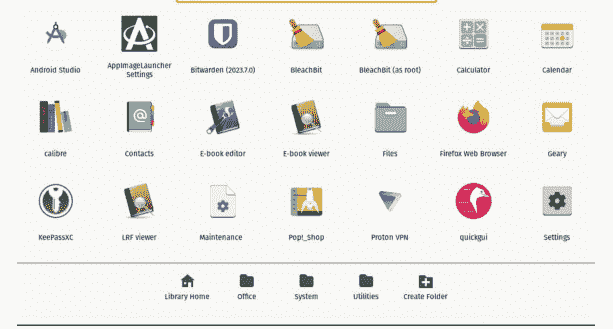 Android Studio
AppImageLauncher
Settings
Bitwarden (2023.7.0)
BleachBit
BleachBit (as root)
Calculator
Calendar
calibre
Contacts
E-book editor
E-book viewer
Files
Firefox Web Browser
Geary
KeePassXC
LRF viewer
Maintenance
Pop!_Shop
Proton VPN
quickgui
Settings
Library Home
Office
System
Utilities
Create Folder